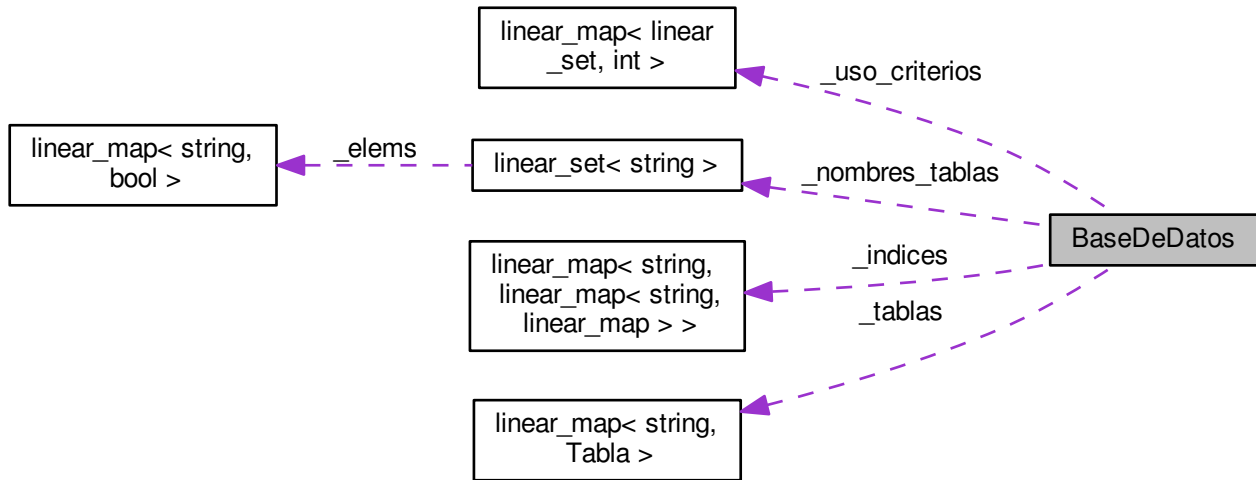 linear_map< linear
_set, int >
_uso_criterios
linear_map< string,
bool >
_elems
linear_set< string >
_nombres_tablas
BaseDeDatos
linear_map< string,
linear_map< string,
linear_map > >
_indices
_tablas
linear_map< string,
Tabla >